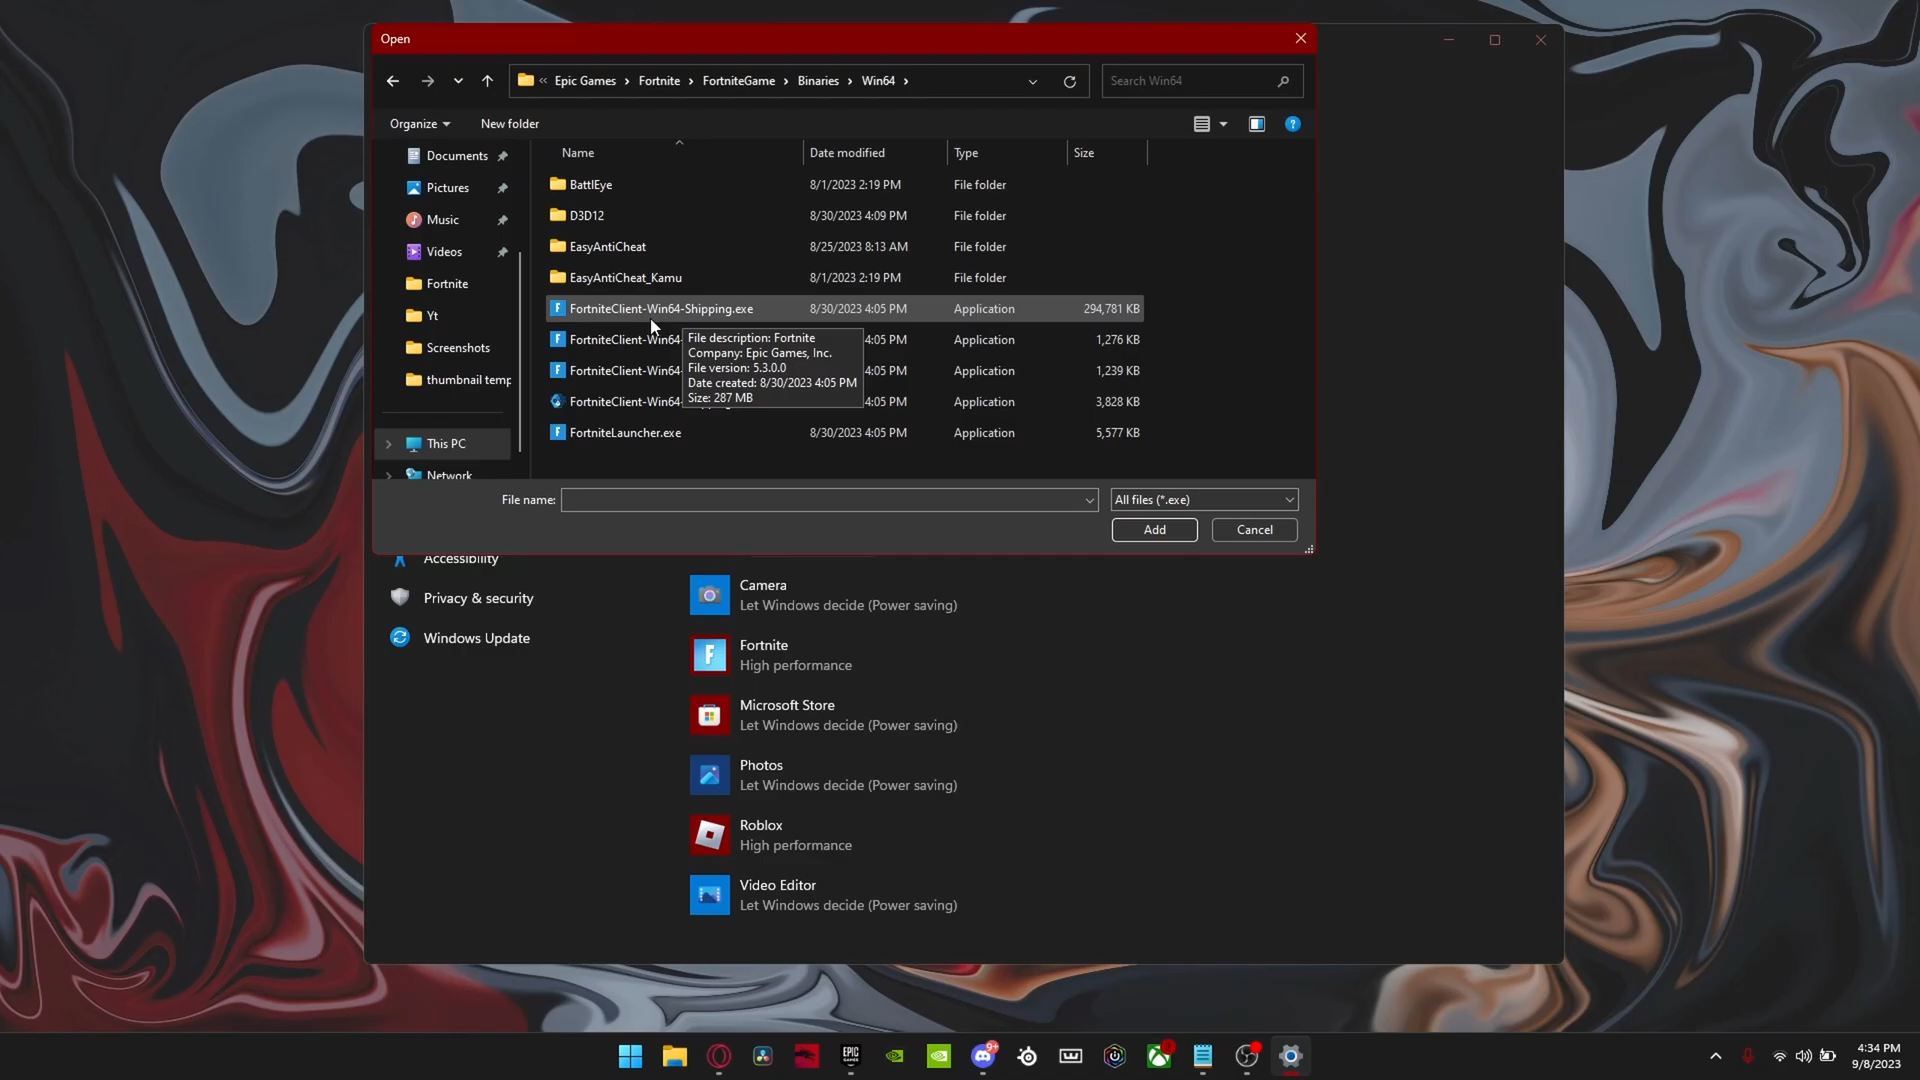 Open
« Epic Games › Fortnite › FortniteGame › Binaries › Win64 ›
Search Win64
Organize
New folder
?
Documents
Pictures
Music
Videos
Fortnite
Yt
Screenshots
thumbnail temp
This PC
Network
Name Date modified Type Size
BattlEye 8/1/2023 2:19 PM File folder
D3D12 8/30/2023 4:09 PM File folder
EasyAntiCheat 8/25/2023 8:13 AM File folder
EasyAntiCheat_Kamu 8/1/2023 2:19 PM File folder
FortniteClient-Win64-Shipping.exe 8/30/2023 4:05 PM Application 294,781 KB
FortniteClient-Win64- 4:05 PM Application 1,276 KB
FortniteClient-Win64- 4:05 PM Application 1,239 KB
FortniteClient-Win64- 4:05 PM Application 3,828 KB
FortniteLauncher.exe 8/30/2023 4:05 PM Application 5,577 KB
File description: Fortnite
Company: Epic Games, Inc.
File version: 5.3.0.0
Date created: 8/30/2023 4:05 PM
Size: 287 MB
File name:
All files (*.exe)
Add
Cancel
Accessibility
Privacy & security
Windows Update
Camera
Let Windows decide (Power saving)
Fortnite
High performance
Microsoft Store
Let Windows decide (Power saving)
Photos
Let Windows decide (Power saving)
Roblox
High performance
Video Editor
Let Windows decide (Power saving)
EPIC
GAMES
9+
4:34 PM
9/8/2023